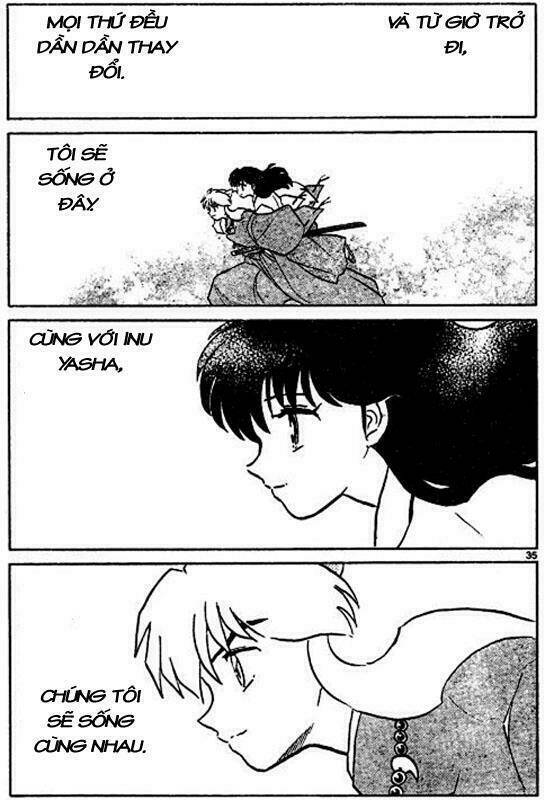 VÀ TỪ GIỜ TRỞ
ĐI,
MỌI THỨ ĐỀU
DẦN DẦN THAY
ĐỔI.
TÔI SẼ
SỐNG Ở
ĐÂY.
CÙNG VỚI INU
YASHA,
35
CHÚNG TÔI
SẼ SỐNG
CÙNG NHAU.